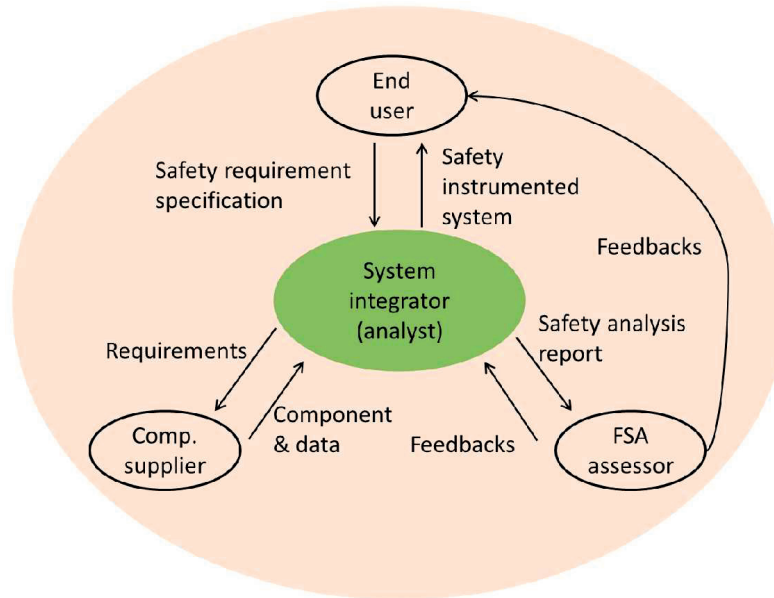 End
user
Safety requirement
specification
Safety
instrumented
system
Feedbacks
System
integrator
(analyst)
Safety analysis
report
Requirements
Component
& data
Feedbacks
Comp.
supplier
FSA
assessor